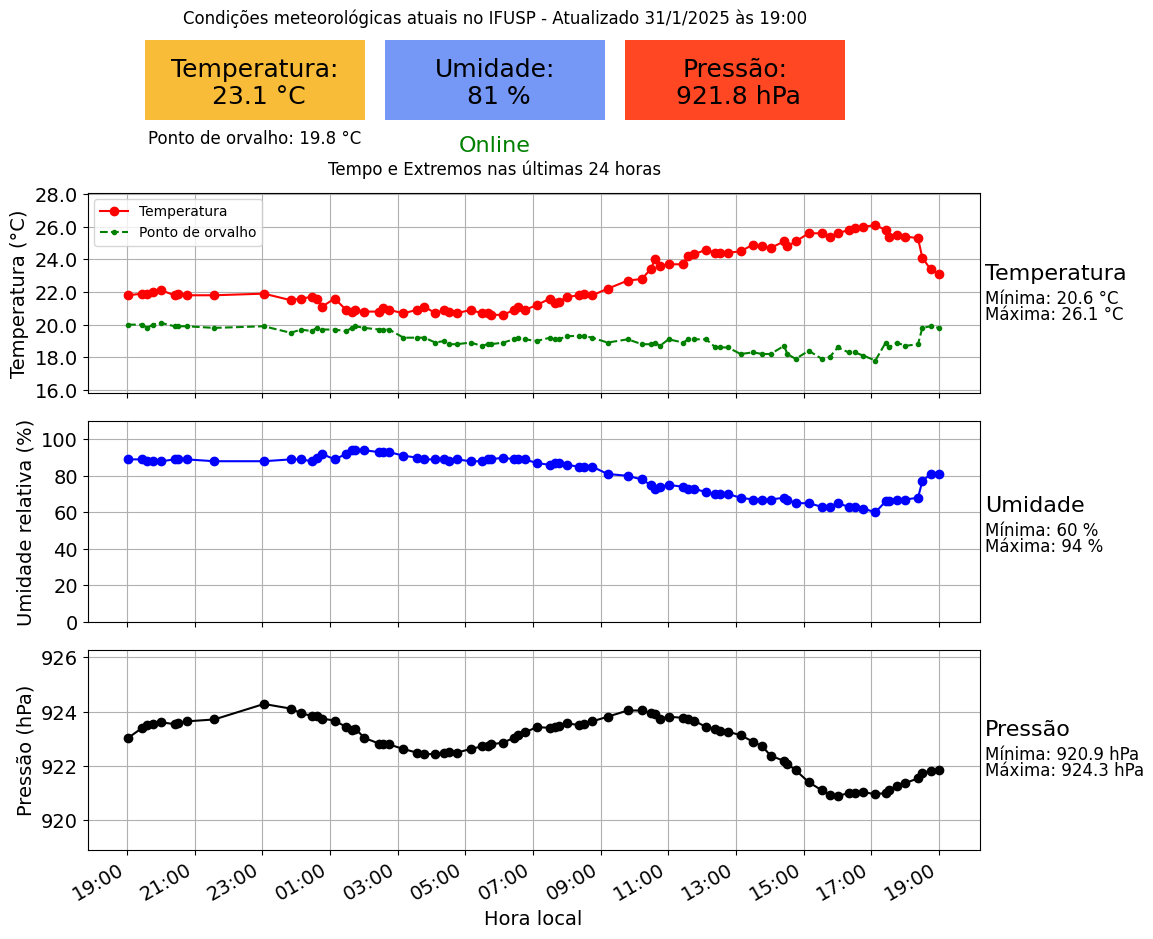 Condições meteorológicas atuais no IFUSP - Atualizado 31/1/2025 às 19:00
Temperatura:
23.1 °C
Umidade:
81 %
Pressão:
921.8 hPa
Ponto de orvalho: 19.8 °C
Online
Tempo e Extremos nas últimas 24 horas
Temperatura (°C)
28.0
26.0
24.0
22.0
20.0
18.0
16.0
Temperatura
Ponto de orvalho
Temperatura
Mínima: 20.6 °C
Máxima: 26.1 °C
Umidade relativa (%)
100
80
60
40
20
0
Umidade
Mínima: 60 %
Máxima: 94 %
Pressão (hPa)
926
924
922
920
Pressão
Mínima: 920.9 hPa
Máxima: 924.3 hPa
19:00 21:00 23:00 01:00 03:00 05:00 07:00 09:00 11:00 13:00 15:00 17:00 19:00
Hora local